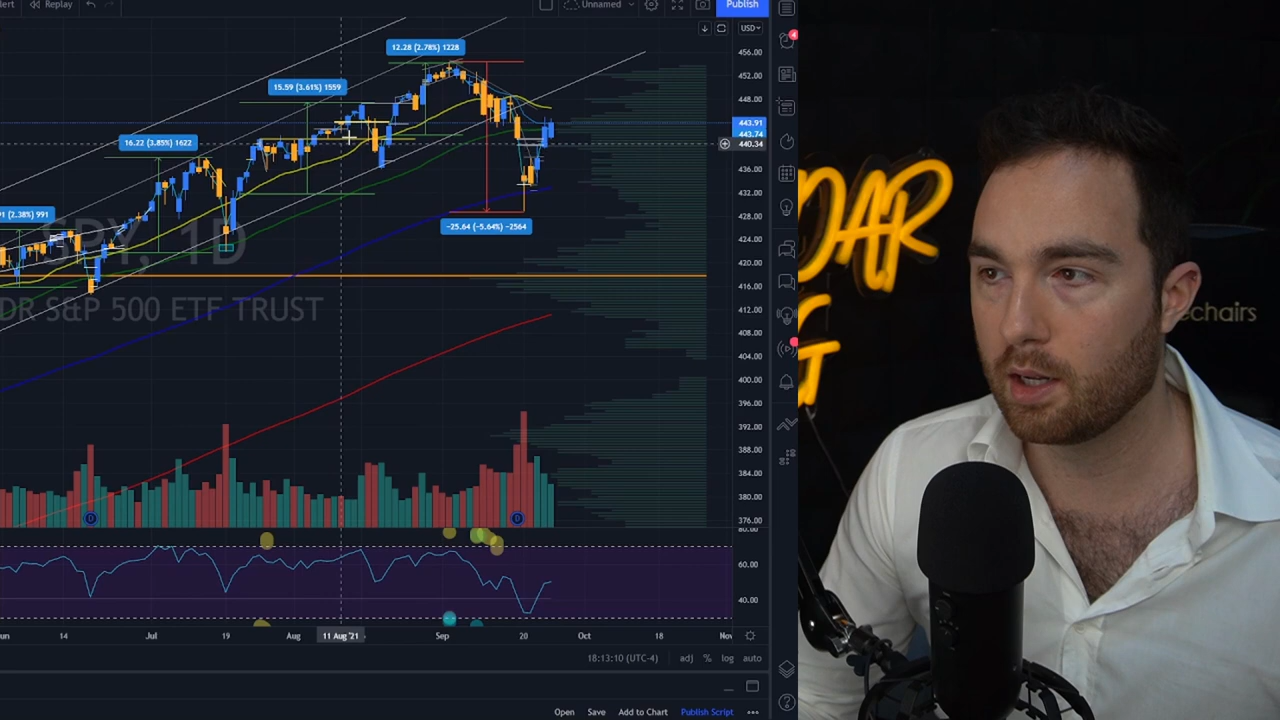 Replay
Unnamed
Publish
USD
456.00
452.00
448.00
443.91
443.74
440.34
436.00
432.00
428.00
424.00
420.00
416.00
412.00
408.00
404.00
400.00
396.00
392.00
388.00
384.00
380.00
376.00
80.00
60.00
40.00
12.28 (2.78%) 1228
15.59 (3.61%) 1559
16.22 (3.85%) 1622
(2.38%) 991
-25.64 (-5.64%) -2564
SPY, 1D
S&P 500 ETF TRUST
D
D
14
Jul
19
Aug
11 Aug '21
Sep
20
Oct
18
18:13:10 (UTC-4)
adj
%
log
auto
Open
Save
Add to Chart
Publish Script
4